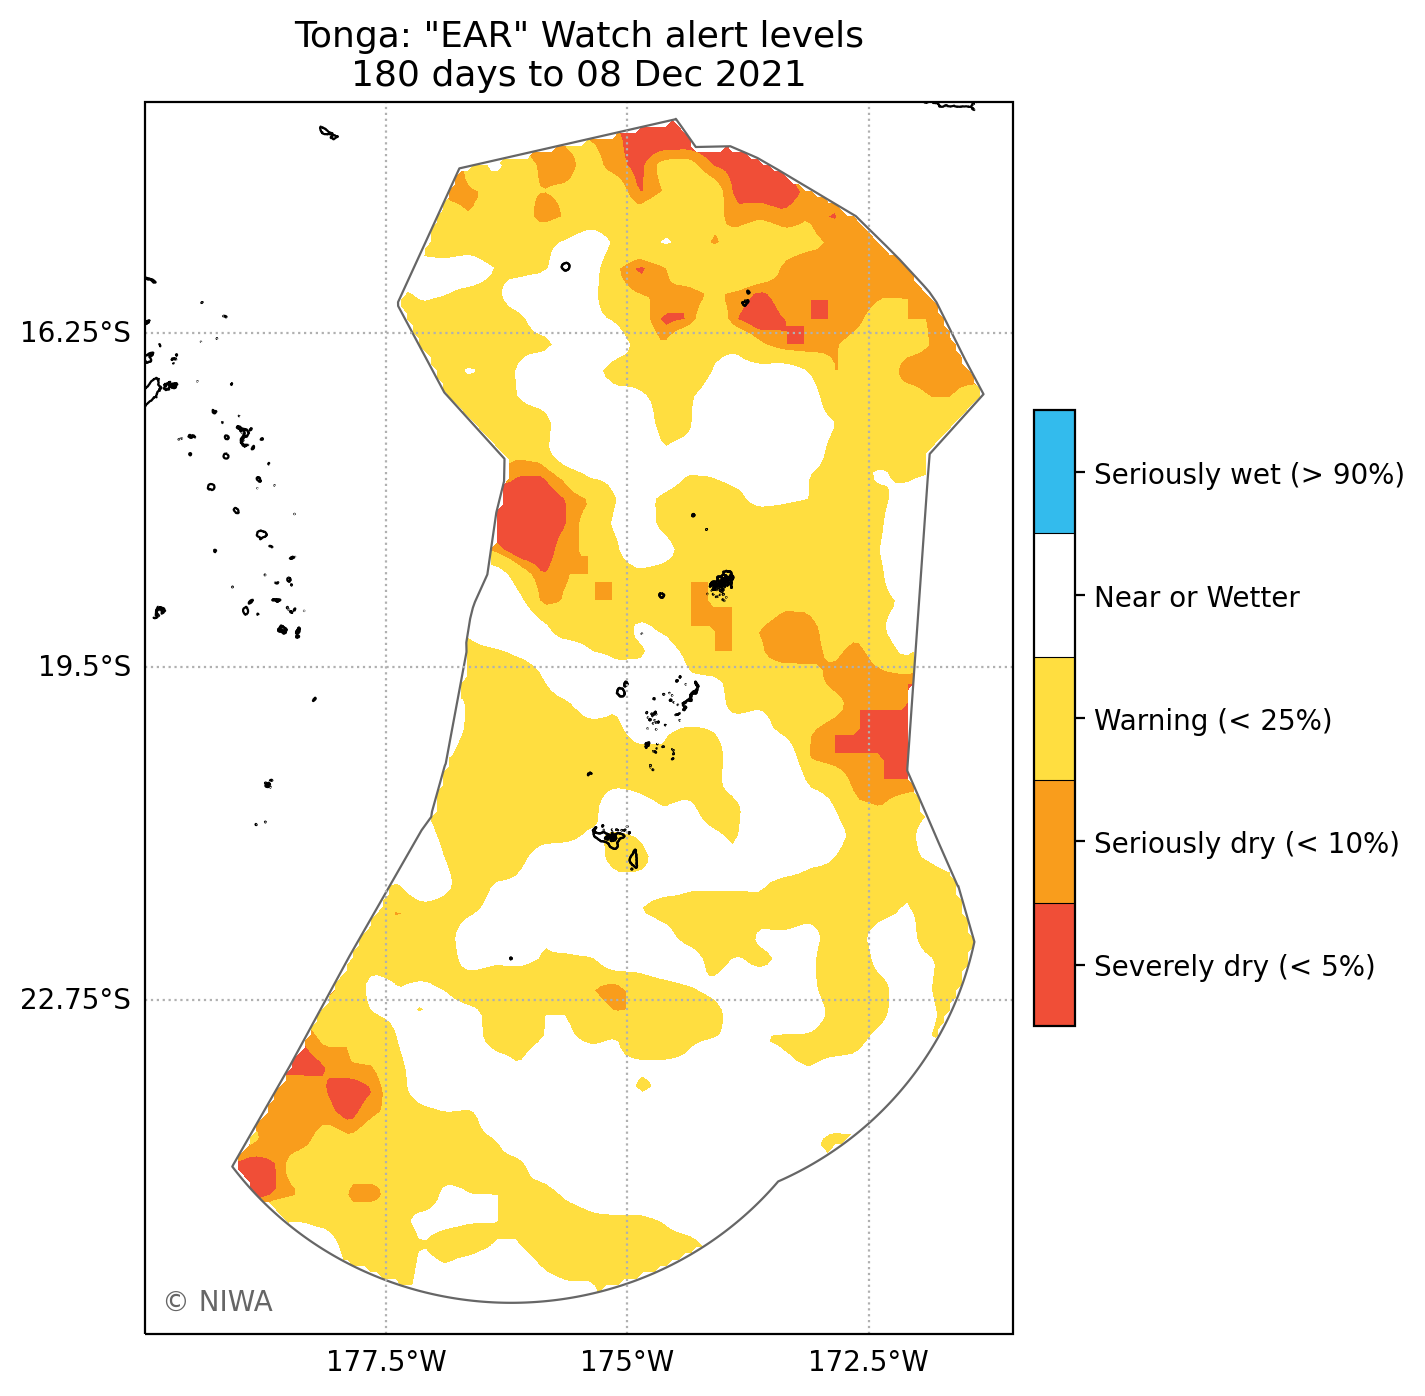 Tonga: "EAR" Watch alert levels
180 days to 08 Dec 2021
16.25°S
19.5°S
22.75°S
177.5°W
175°W
172.5°W
Seriously wet (> 90%)
Near or Wetter
Warning (< 25%)
Seriously dry (< 10%)
Severely dry (< 5%)
© NIWA